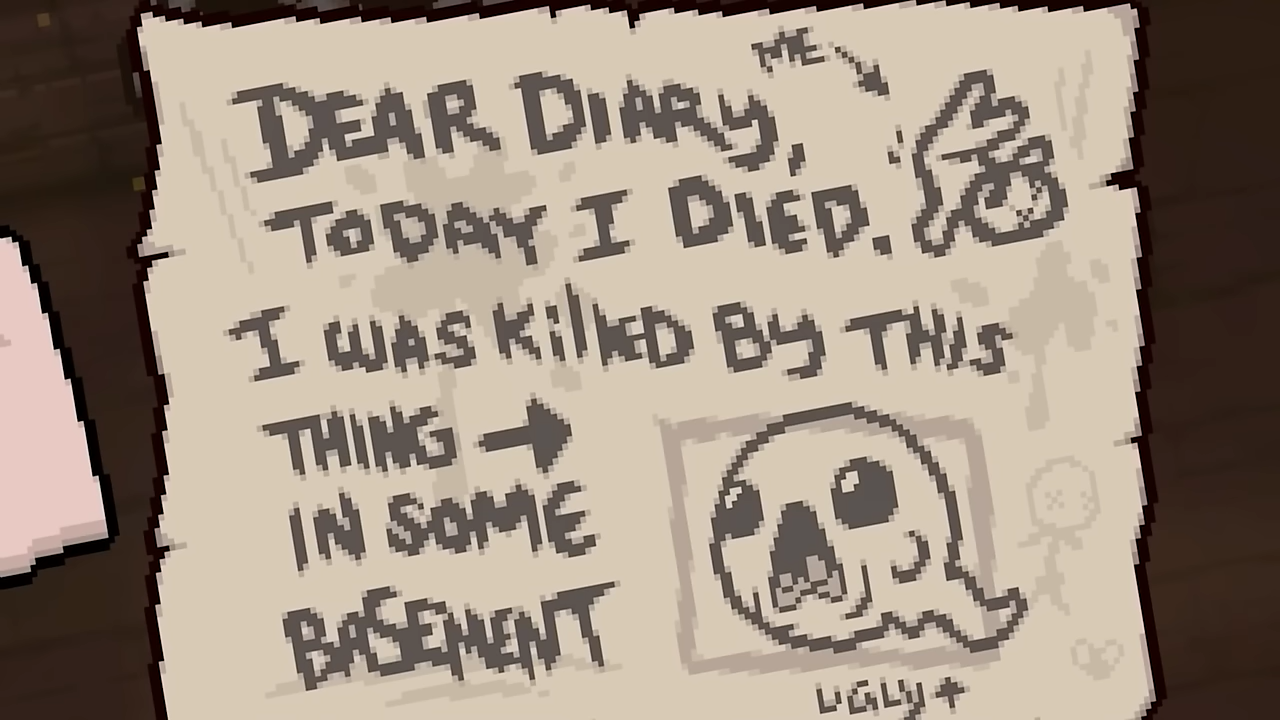 ME
DEAR DIARY,
TODAY I DIED.
I WAS KillED BY THIS
THING →
IN SOME
BASEMENT
UGLY +